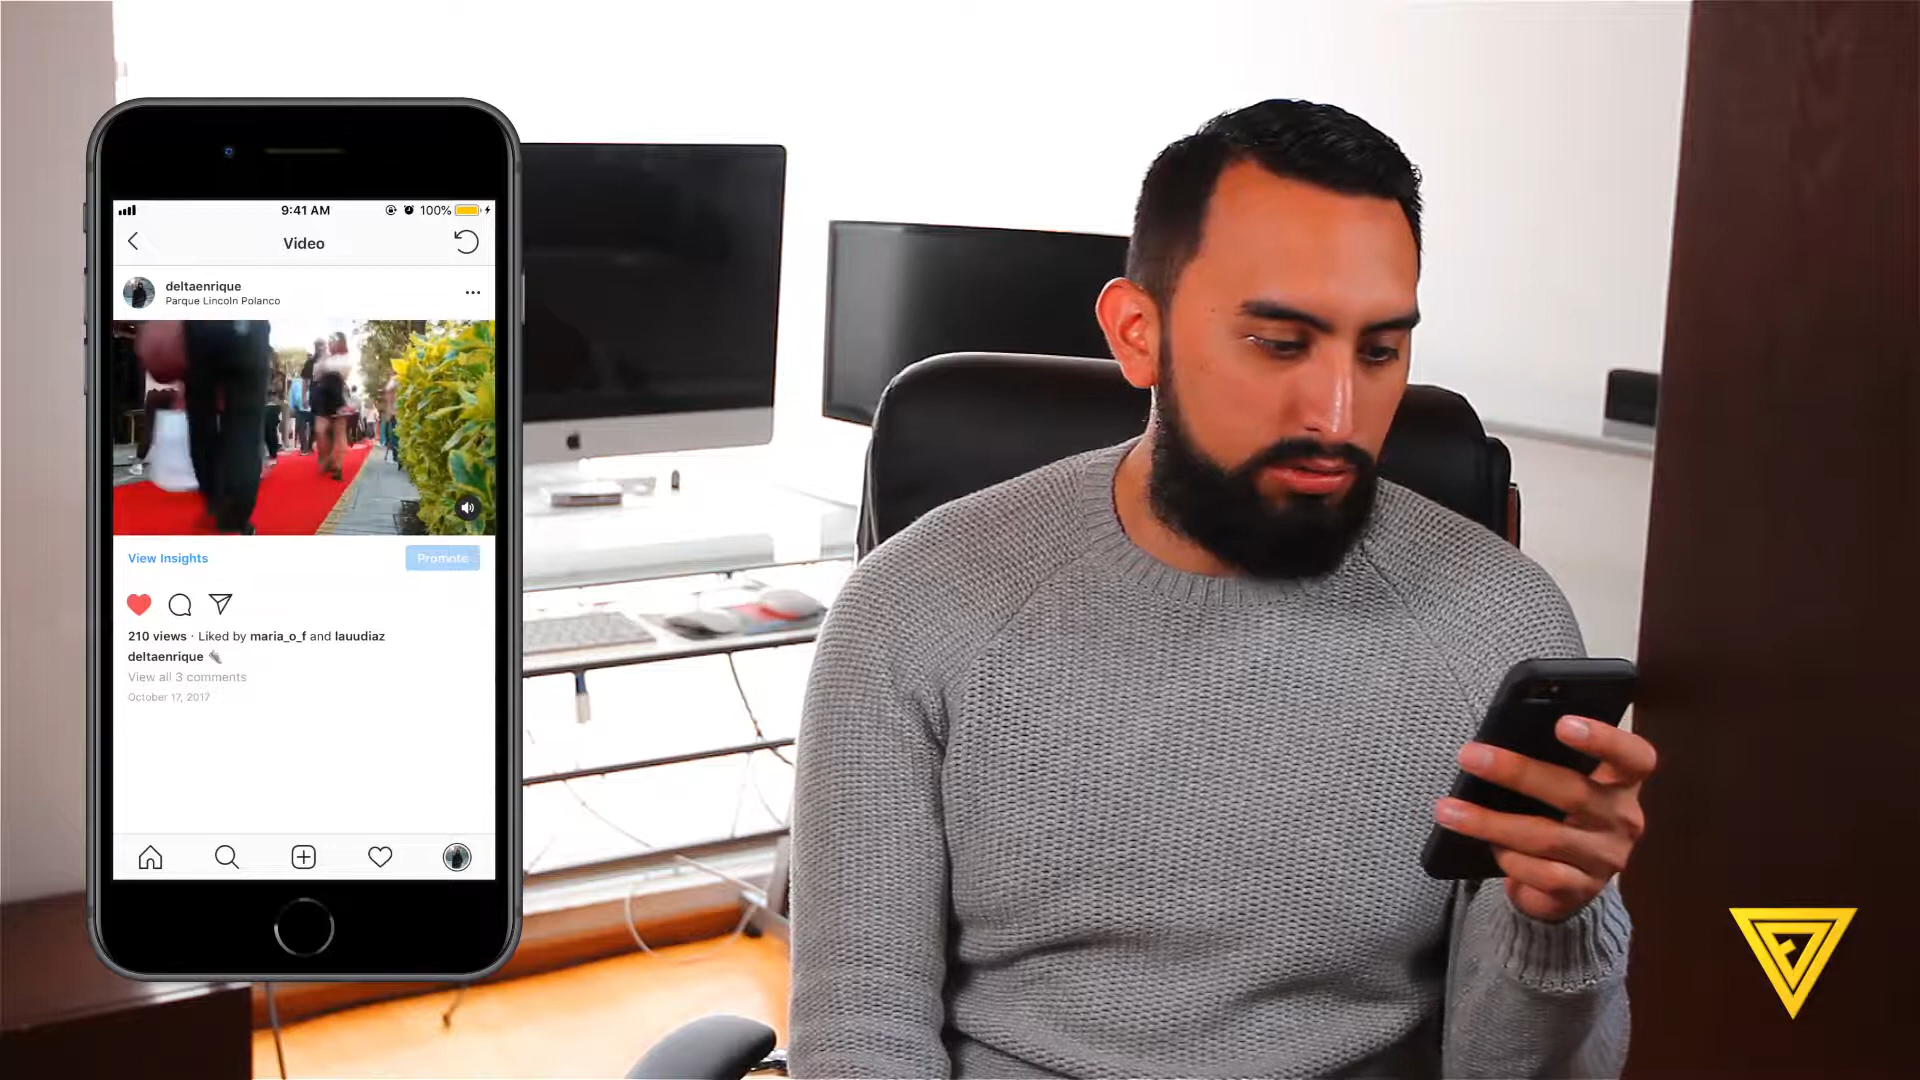 9:41 AM
100%
Video
deltaenrique
Parque Lincoln Polanco
View Insights
Promote
210 views · Liked by maria_o_f and lauudiaz
deltaenrique
View all 3 comments
October 17, 2017